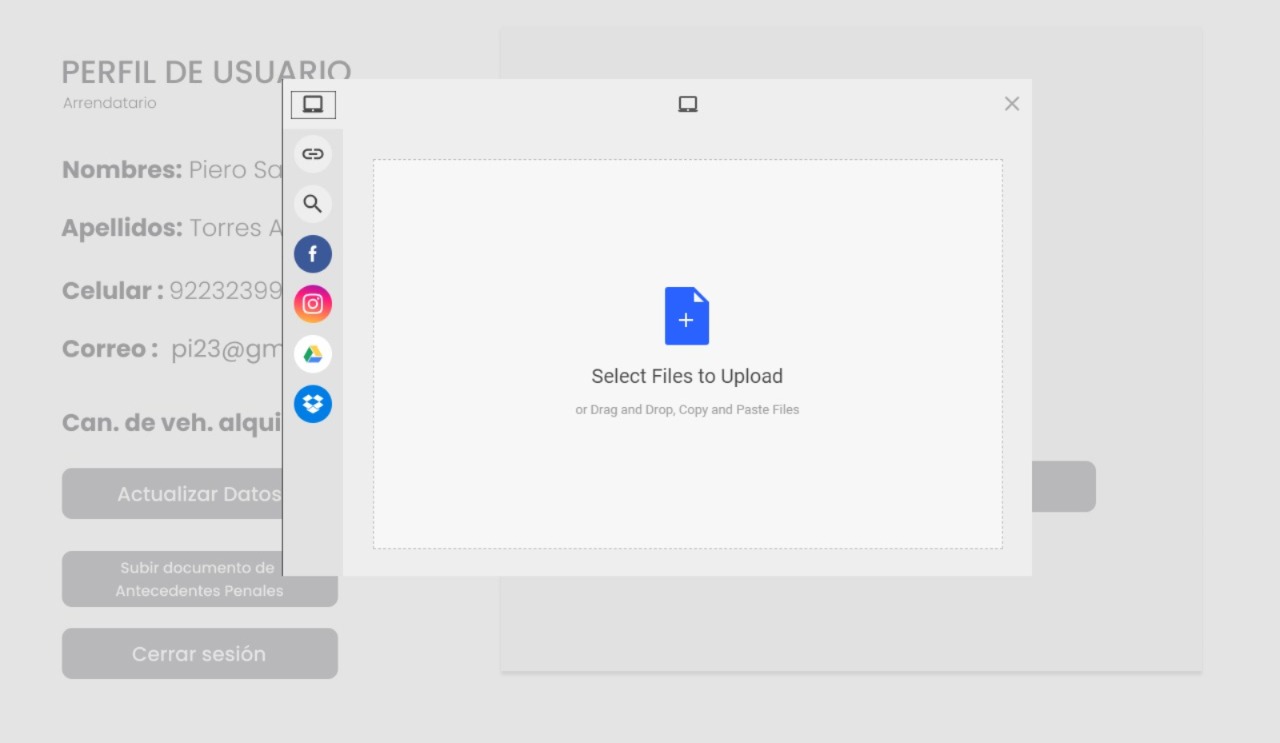 PERFIL DE USUARIO
Arrendatario
Nombres: Piero Sa
Apellidos: Torres A
Celular : 92232399
Correo : pi23@gm
Can. de veh. alqui
Actualizar Datos
Subir documento de
Antecedentes Penales
Cerrar sesión
Select Files to Upload
or Drag and Drop, Copy and Paste Files